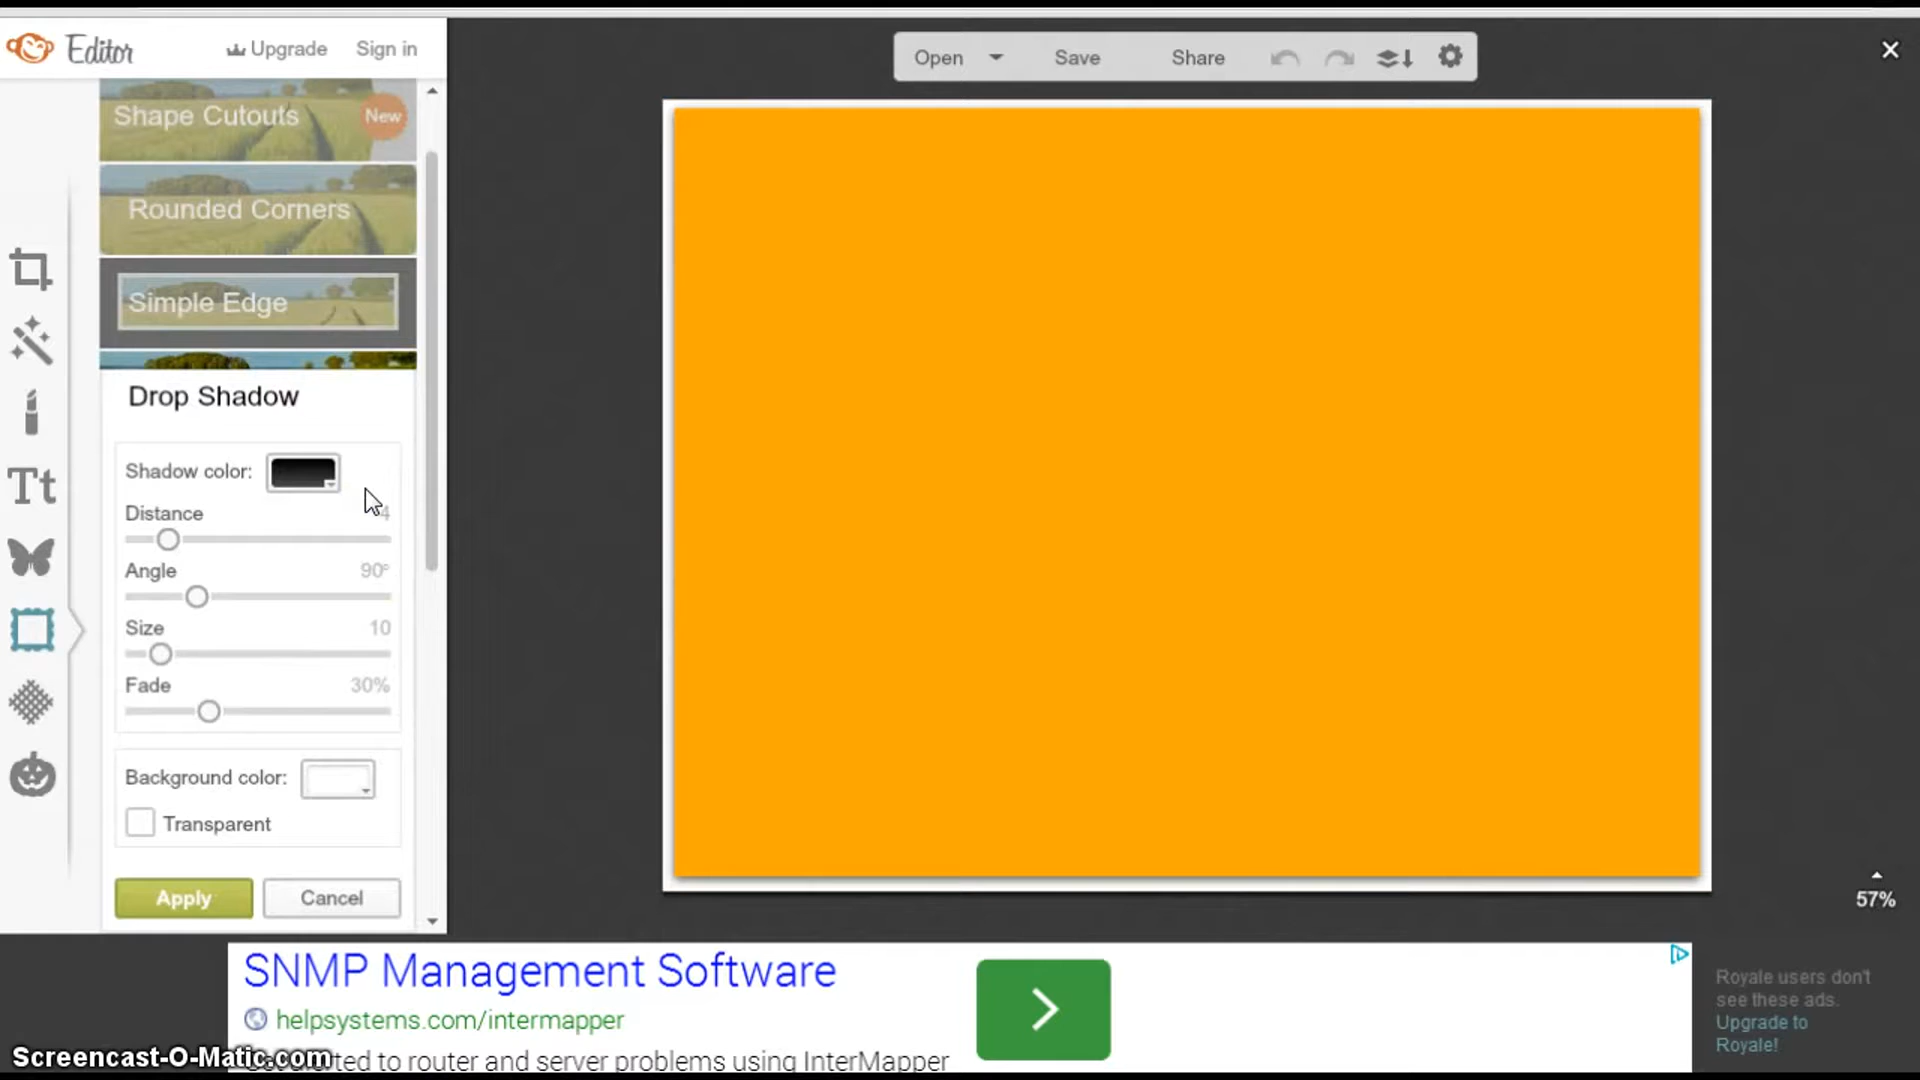 Editor
Upgrade
Sign in
Open
Save
Share
Shape Cutouts
New
Rounded Corners
Simple Edge
Drop Shadow
Shadow color:
Distance
4
Angle
90°
Size
10
Fade
30%
Background color:
Transparent
Apply
Cancel
Tt
57%
SNMP Management Software
helpsystems.com/intermapper
to router and server problems using InterMapper
Royale users don't
see these ads.
Upgrade to
Royale!
Screencast-O-Matic.com